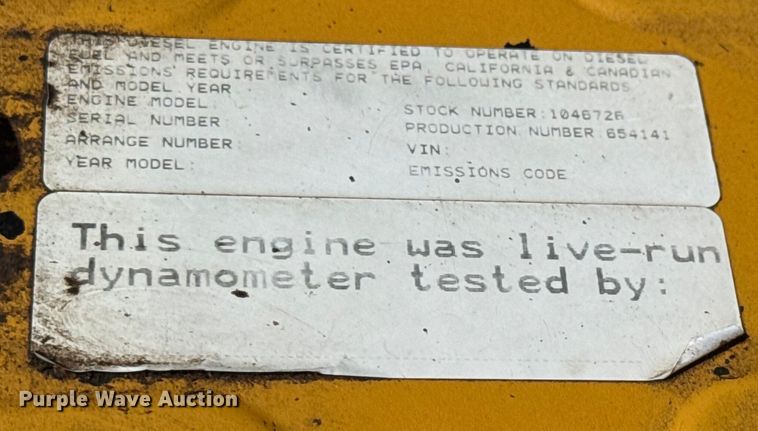 THIS DIESEL ENGINE IS CERTIFIED TO OPERATE ON DIESEL
FUEL AND MEETS OR SURPASSES EPA, CALIFORNIA & CANADIAN
EMISSIONS REQUIREMENTS FOR THE FOLLOWING STANDARDS
AND MODEL YEAR
ENGINE MODEL:
SERIAL NUMBER:
ARRANGE NUMBER:
YEAR MODEL:
STOCK NUMBER:1046726
PRODUCTION NUMBER:654141
VIN:
EMISSIONS CODE
This engine was live-run
dynamometer tested by:
Purple Wave Auction